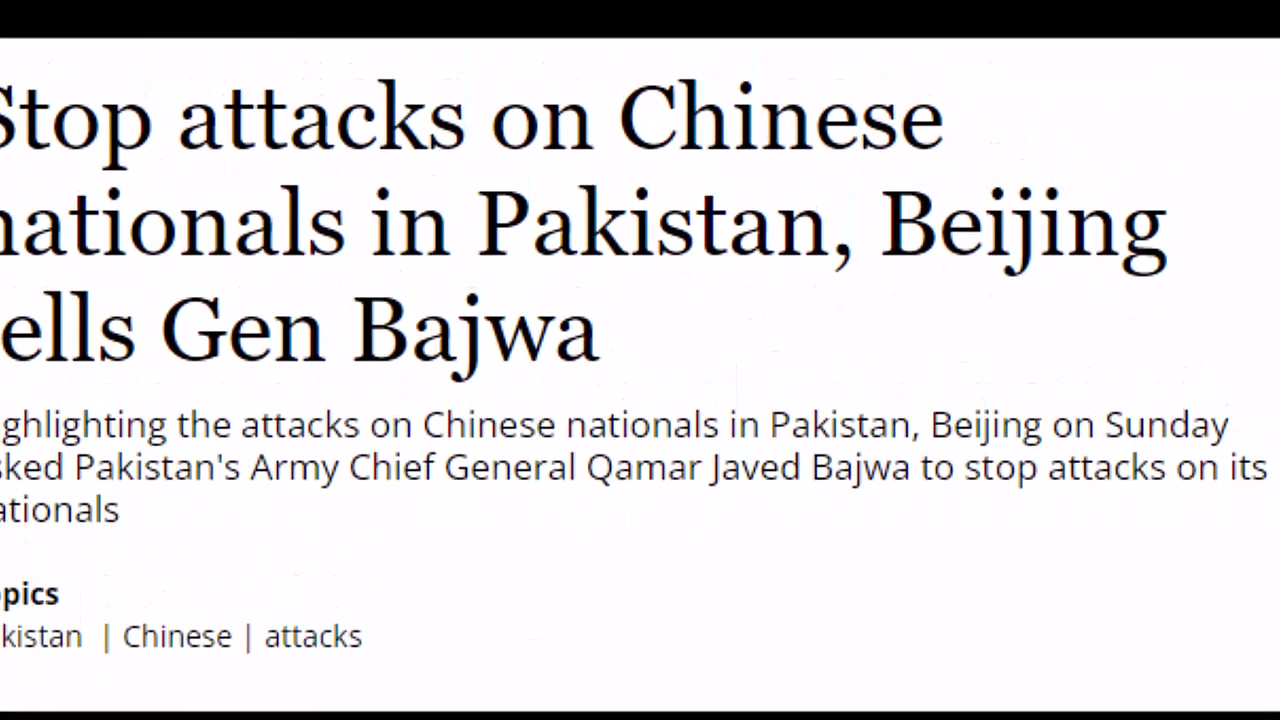 Stop attacks on Chinese
nationals in Pakistan, Beijing
ells Gen Bajwa
ghlighting the attacks on Chinese nationals in Pakistan, Beijing on Sunday
sked Pakistan's Army Chief General Qamar Javed Bajwa to stop attacks on its
ationals
opics
kistan | Chinese | attacks